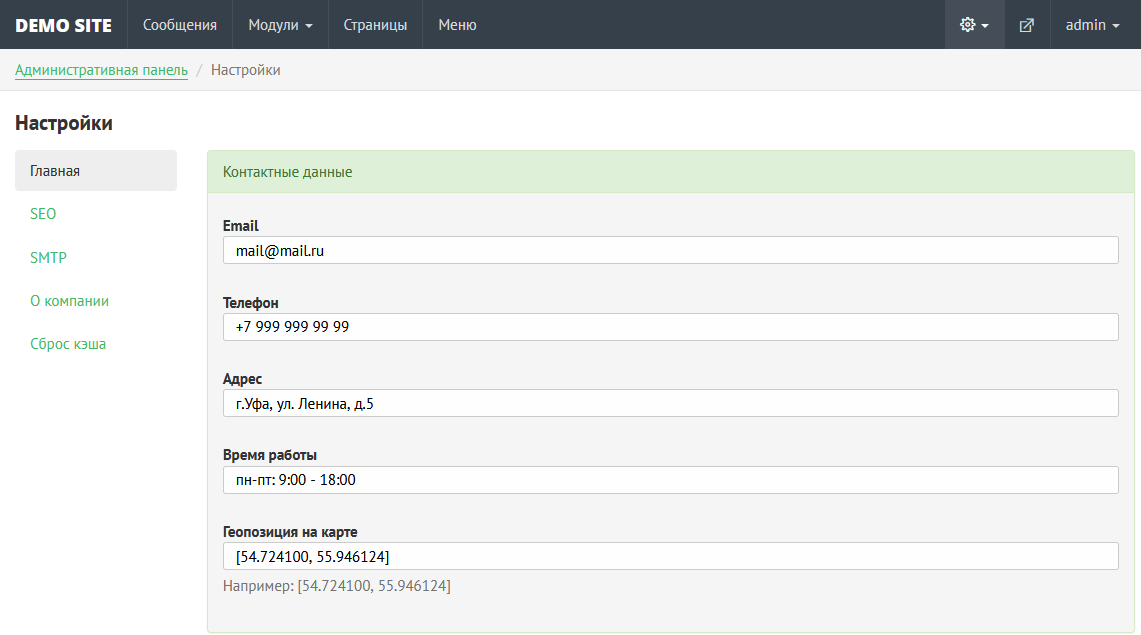 DEMO SITE Сообщения Модули Страницы Меню admin
Административная панель / Настройки
Настройки
Главная
SEO
SMTP
О компании
Сброс кэша
Контактные данные
Email
mail@mail.ru
Телефон
+7 999 999 99 99
Адрес
г.Уфа, ул. Ленина, д.5
Время работы
пн-пт: 9:00 - 18:00
Геопозиция на карте
[54.724100, 55.946124]
Например: [54.724100, 55.946124]